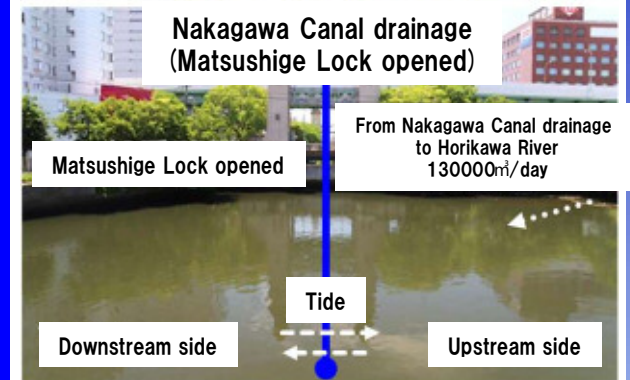 Nakagawa Canal drainage
(Matsushige Lock opened)
From Nakagawa Canal drainage
to Horikawa River
130000㎥/day
Matsushige Lock opened
Tide
Downstream side
Upstream side